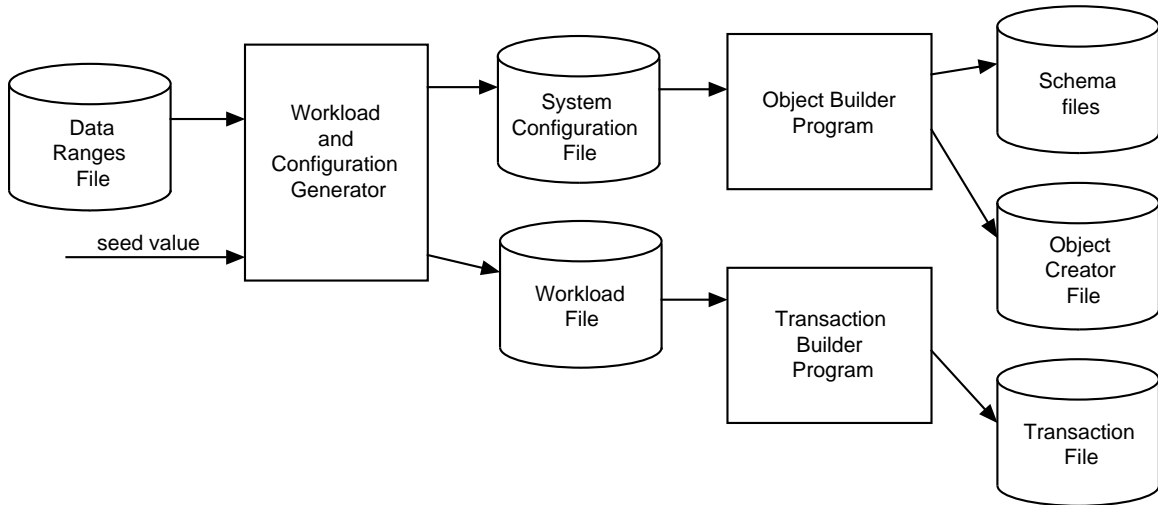 Data
Ranges
File
seed value
Workload
and
Configuration
Generator
System
Configuration
File
Workload
File
Object Builder
Program
Transaction
Builder
Program
Schema
files
Object
Creator
File
Transaction
File